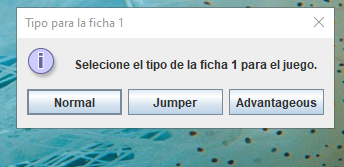 Tipo para la ficha 1
Selecione el tipo de la ficha 1 para el juego.
Normal Jumper Advantageous